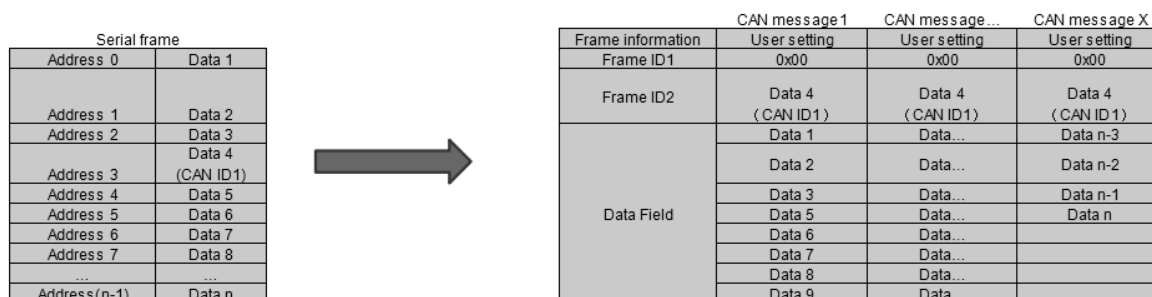 Serial frame
Address 0 Data 1
Address 1 Data 2
Address 2 Data 3
Data 4
Address 3 (CAN ID1)
Address 4 Data 5
Address 5 Data 6
Address 6 Data 7
Address 7 Data 8
... ...
Address(n-1) Data n
CAN message1 CAN message... CAN message X
Frame information User setting User setting User setting
Frame ID1 0x00 0x00 0x00
Frame ID2 Data 4 Data 4 Data 4
(CAN ID1) (CAN ID1) (CAN ID1)
Data 1 Data... Data n-3
Data 2 Data... Data n-2
Data 3 Data... Data n-1
Data Field Data 5 Data... Data n
Data 6 Data...
Data 7 Data...
Data 8 Data...
Data 9 Data...